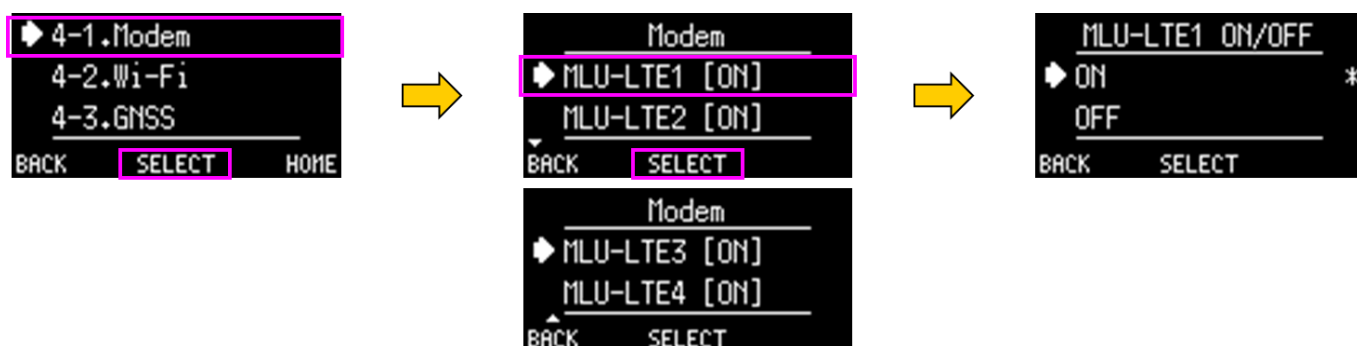 4-1.Modem
4-2.Wi-Fi
4-3.GNSS
BACK SELECT HOME
Modem
MLU-LTE1 [ON]
MLU-LTE2 [ON]
BACK SELECT
Modem
MLU-LTE3 [ON]
MLU-LTE4 [ON]
BACK SELECT
MLU-LTE1 ON/OFF
ON *
OFF
BACK SELECT